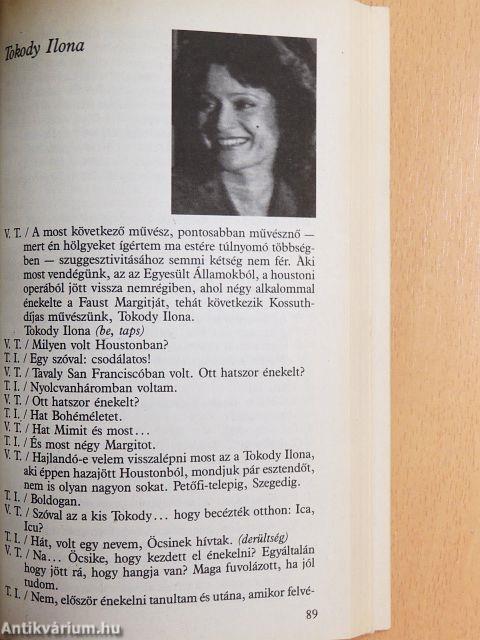 Tokody Ilona
V. T. / A most következő művész, pontosabban művésznő —
mert én hölgyeket ígértem ma estére túlnyomó többség-
ben — szuggesztivitásához semmi kétség nem fér. Aki
most vendégünk, az az Egyesült Államokból, a houstoni
operából jött vissza nemrégiben, ahol négy alkalommal
énekelte a Faust Margitját, tehát következik Kossuth-
díjas művészünk, Tokody Ilona.
Tokody Ilona (be, taps)
V. T. / Milyen volt Houstonban?
T. I. / Egy szóval: csodálatos!
V. T. / Tavaly San Franciscóban volt. Ott hatszor énekelt?
T. I. / Nyolcvanháromban voltam.
V. T. / Ott hatszor énekelt?
T. I. / Hat Bohéméletet.
V. T. / Hat Mimit és most...
T. I. / És most négy Margitot.
V. T. / Hajlandó-e velem visszalépni most az a Tokody Ilona,
aki éppen hazajött Houstonból, mondjuk pár esztendőt,
nem is olyan nagyon sokat. Petőfi-telepig, Szegedig.
T. I. / Boldogan.
V. T. / Szóval az a kis Tokody... hogy becézték otthon: Ica,
Icu?
T. I. / Hát, volt egy nevem, Öcsinek hívtak. (derültség)
V. T. / Na... Öcsike, hogy kezdett el énekelni? Egyáltalán
hogy jött rá, hogy hangja van? Maga fuvolázott, ha jól
tudom.
T. I. / Nem, először énekelni tanultam és utána, amikor felvé-
89
Antikvárium.hu